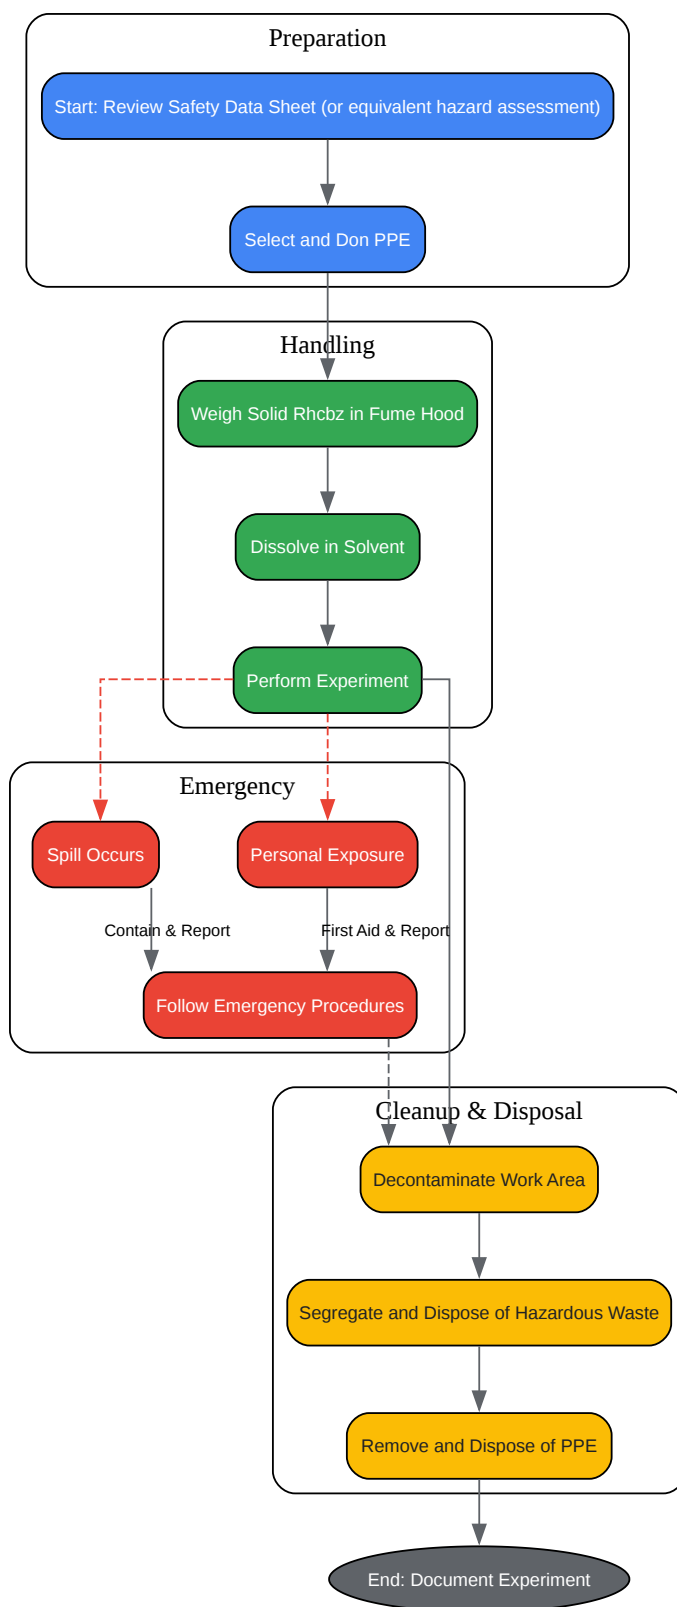 Preparation
Start: Review Safety Data Sheet (or equivalent hazard assessment)
Select and Don PPE
Handling
Weigh Solid Rhcbz in Fume Hood
Dissolve in Solvent
Perform Experiment
Emergency
Spill Occurs
Personal Exposure
Contain & Report
First Aid & Report
Follow Emergency Procedures
Cleanup & Disposal
Decontaminate Work Area
Segregate and Dispose of Hazardous Waste
Remove and Dispose of PPE
End: Document Experiment